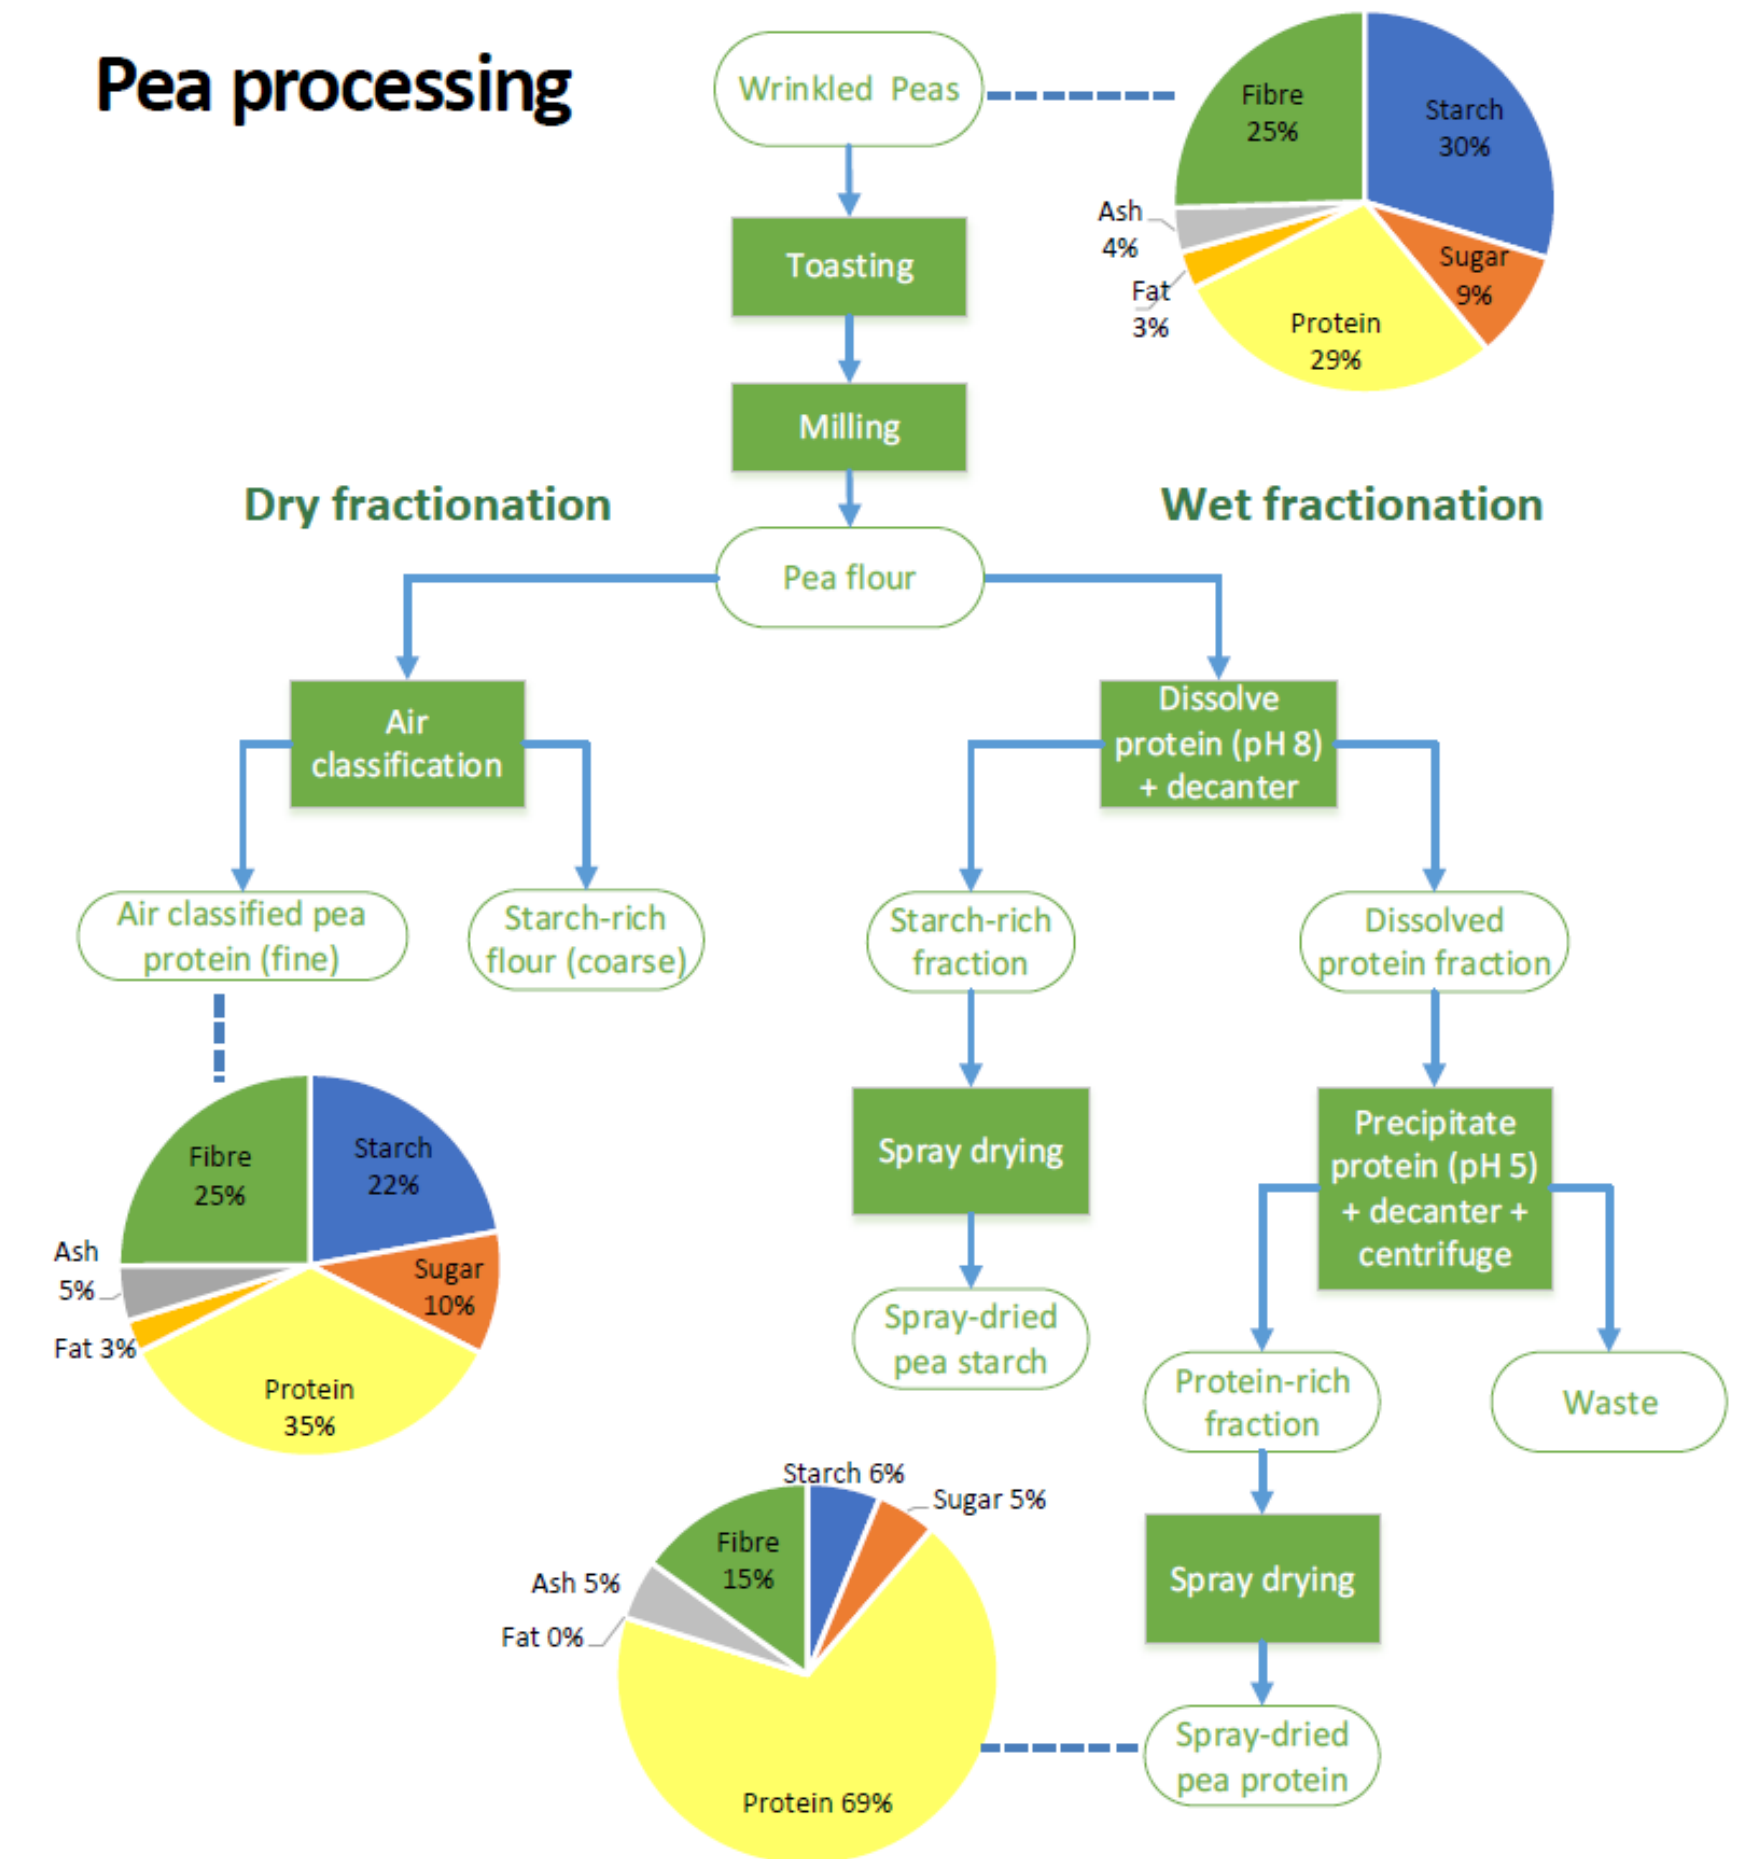 Pea processing
Wrinkled Peas
Fibre
25%
Starch
30%
Ash
4%
Sugar
9%
Fat
3%
Protein
29%
Toasting
Milling
Dry fractionation
Wet fractionation
Pea flour
Air
classification
Dissolve
protein (pH 8)
+ decanter
Air classified pea
protein (fine)
Starch-rich
flour (coarse)
Starch-rich
fraction
Dissolved
protein fraction
Fibre
25%
Starch
22%
Ash
5%
Sugar
10%
Fat 3%
Protein
35%
Spray drying
Precipitate
protein (pH 5)
+ decanter +
centrifuge
Spray-dried
pea starch
Protein-rich
fraction
Waste
Starch 6%
Sugar 5%
Fibre
15%
Ash 5%
Fat 0%
Protein 69%
Spray drying
Spray-dried
pea protein